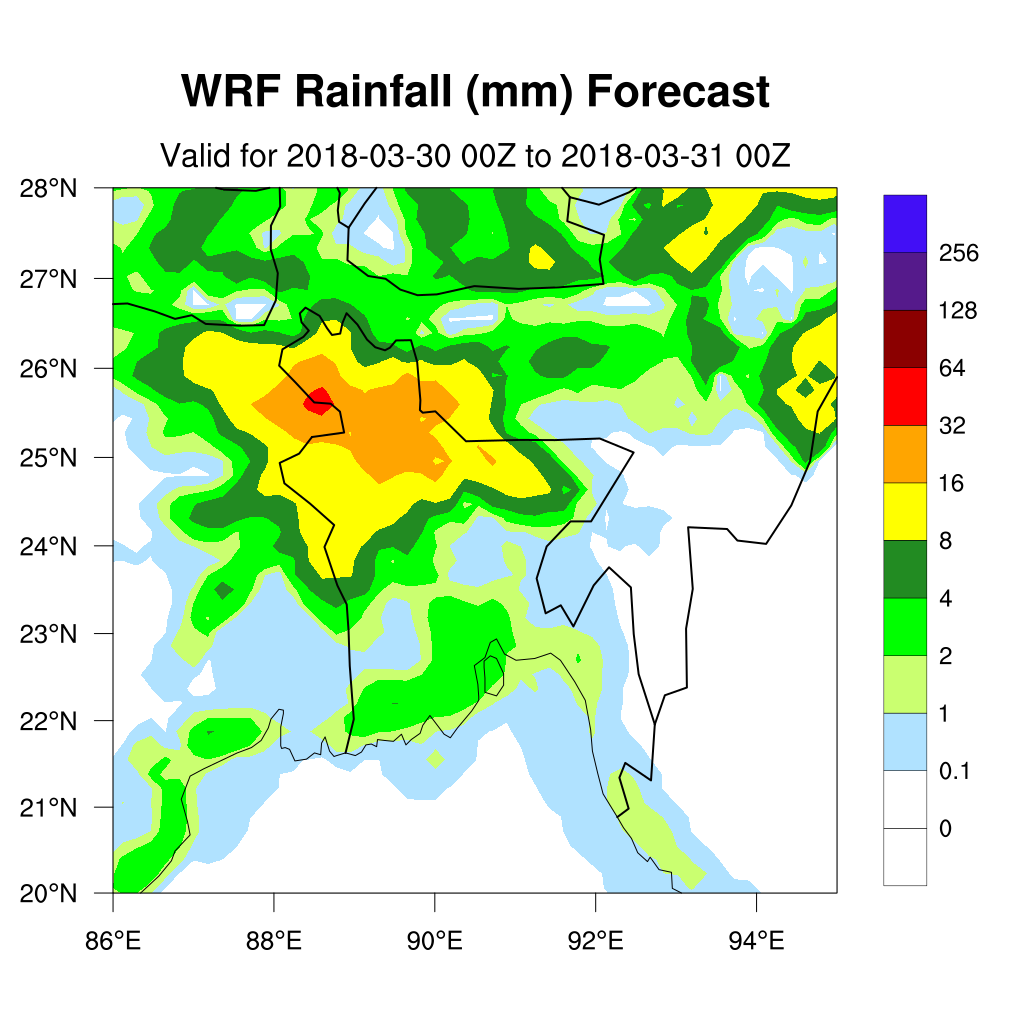 WRF Rainfall (mm) Forecast
Valid for 2018-03-30 00Z to 2018-03-31 00Z
28°N
27°N
26°N
25°N
24°N
23°N
22°N
21°N
20°N
86°E 88°E 90°E 92°E 94°E
256
128
64
32
16
8
4
2
1
0.1
0